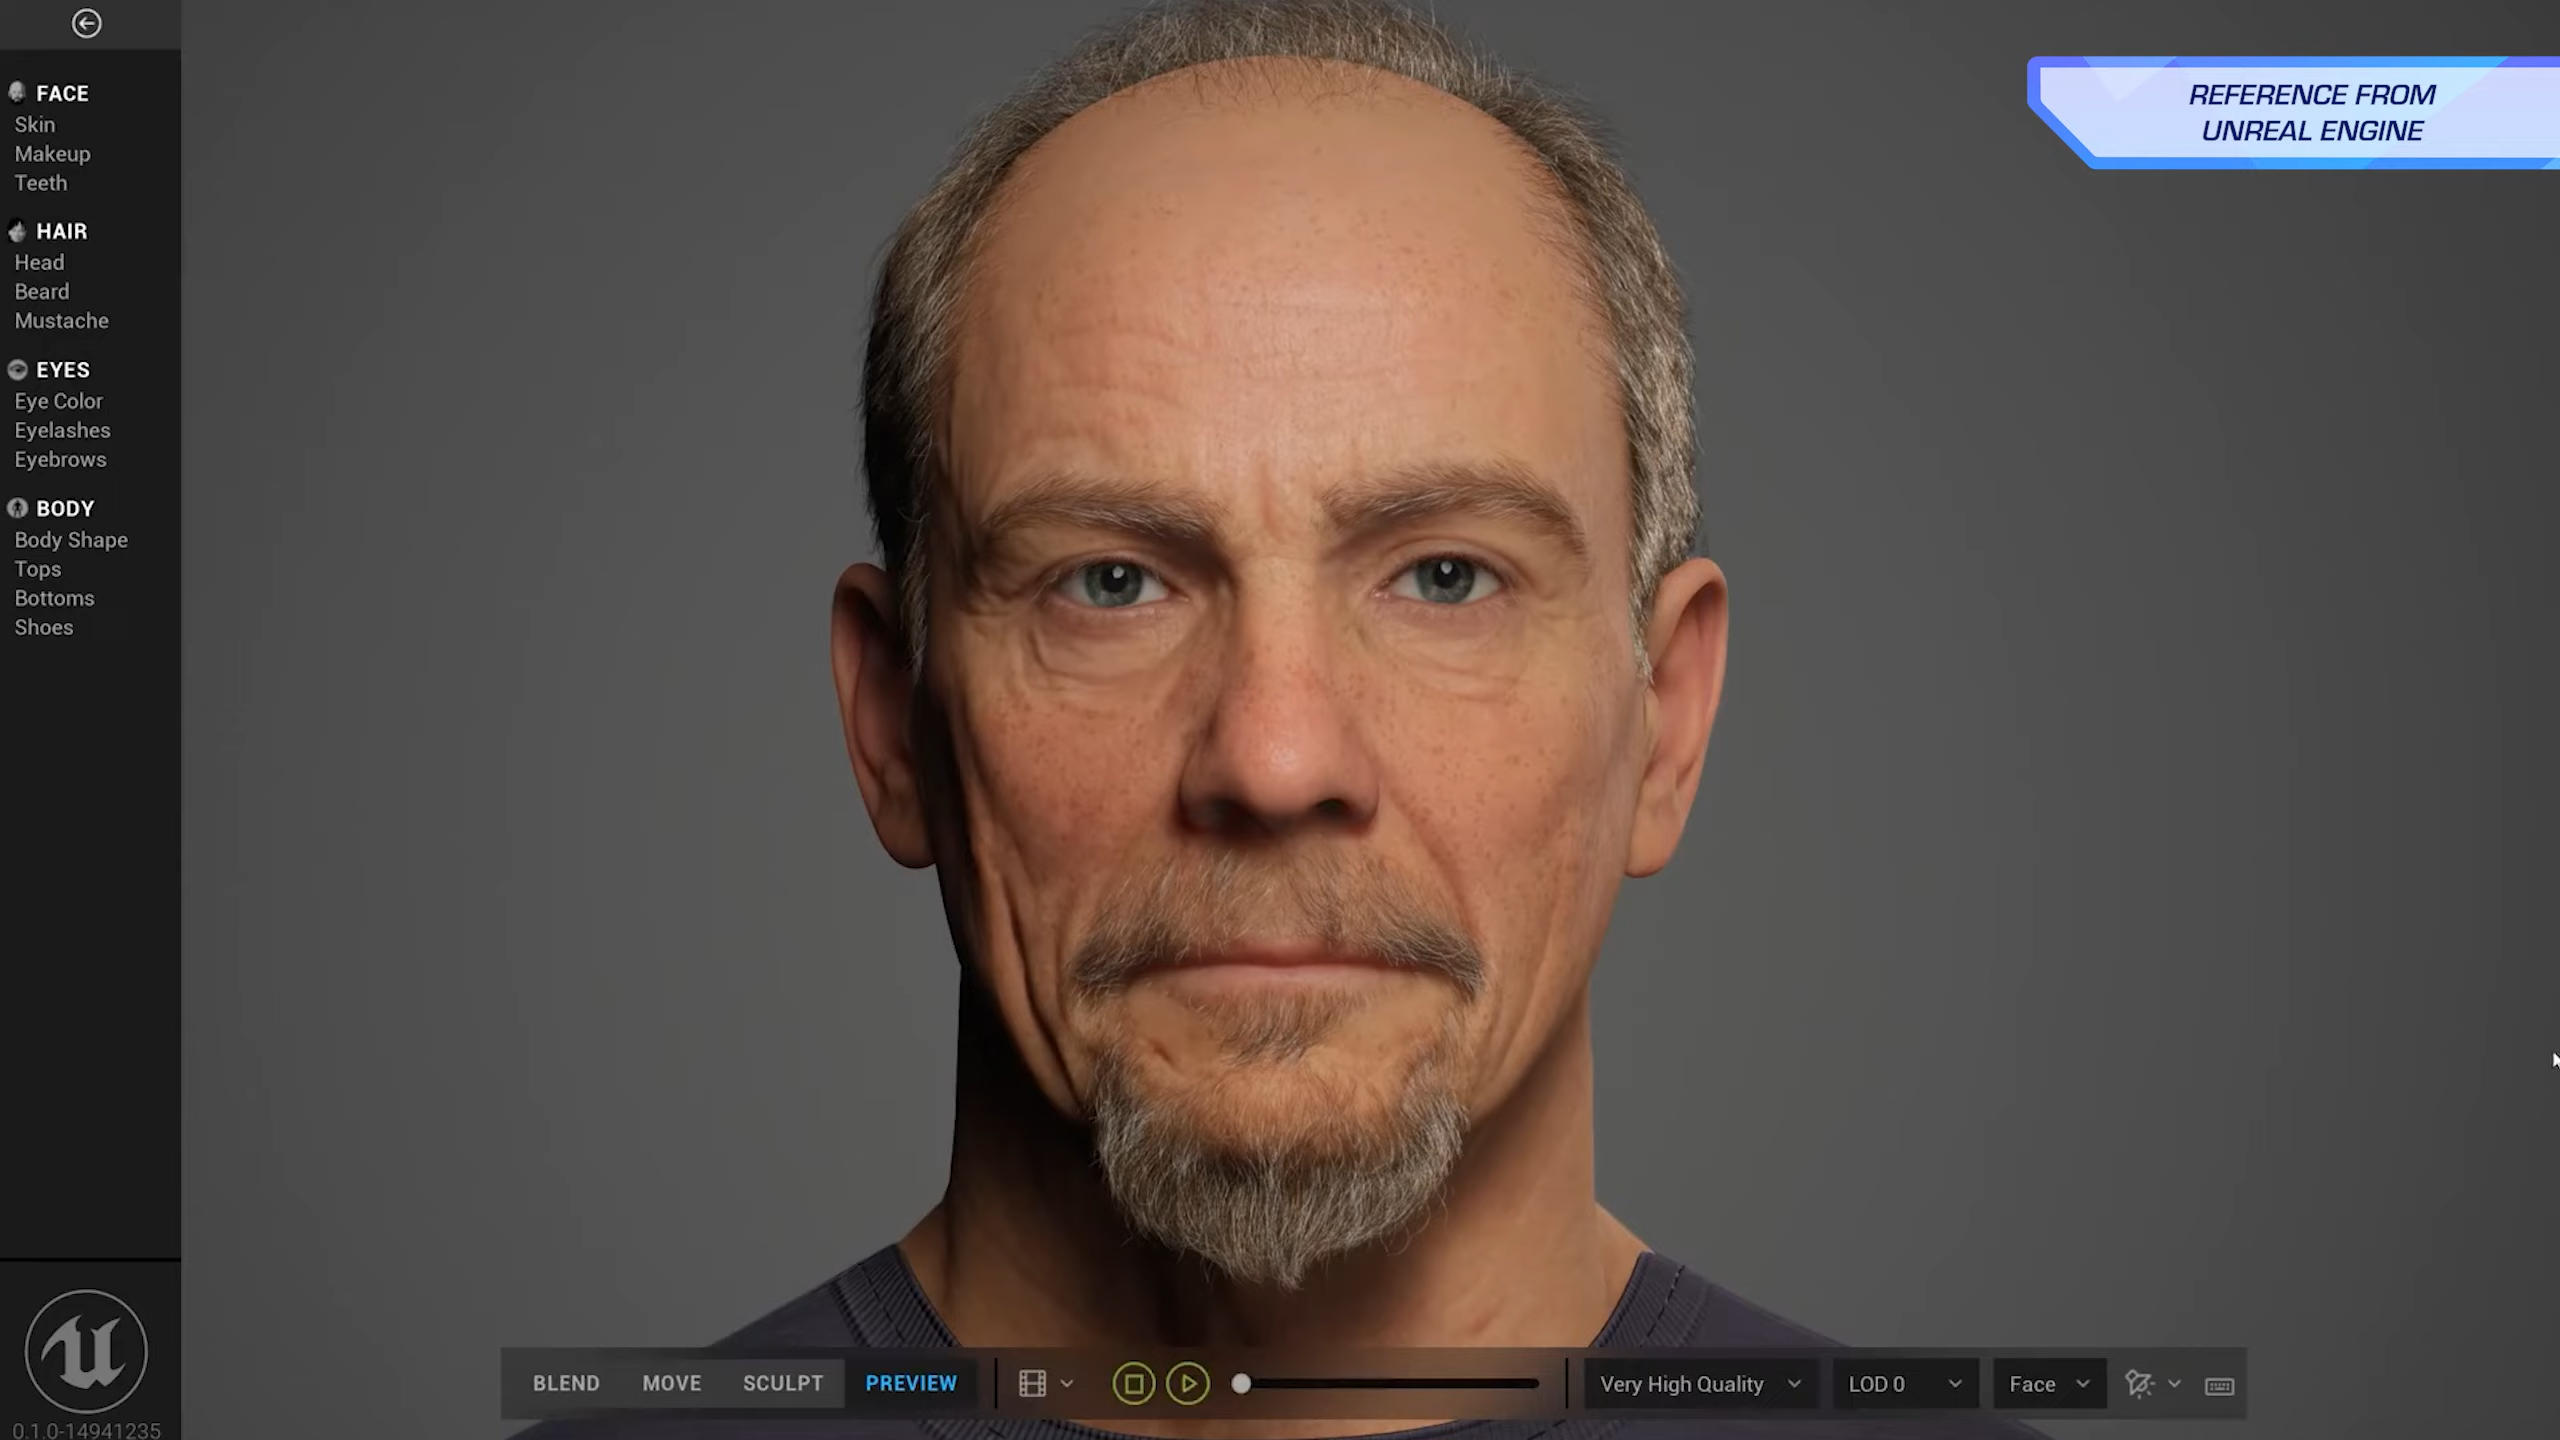 FACE
Skin
Makeup
Teeth
HAIR
Head
Beard
Mustache
EYES
Eye Color
Eyelashes
Eyebrows
BODY
Body Shape
Tops
Bottoms
Shoes
0.1.0-14941235
REFERENCE FROM
UNREAL ENGINE
BLEND MOVE SCULPT PREVIEW Very High Quality LOD 0 Face